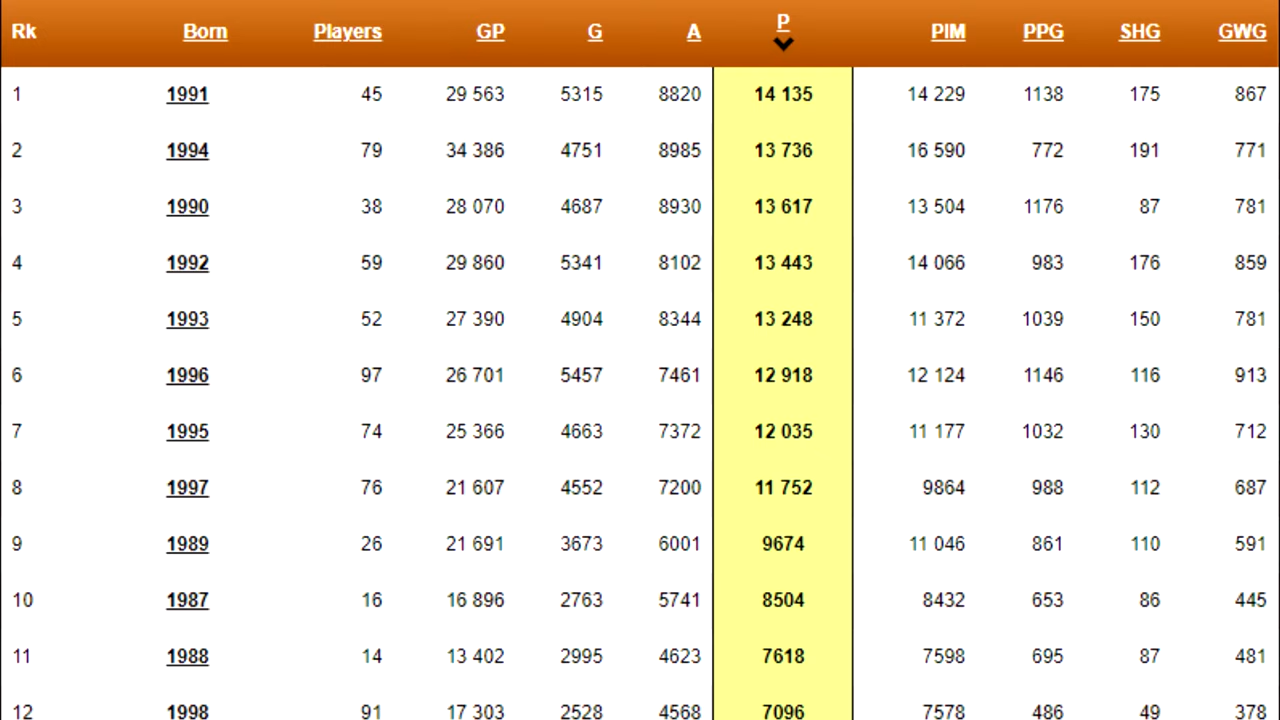 Rk Born Players GP G A P PIM PPG SHG GWG
1 1991 45 29 563 5315 8820 14 135 14 229 1138 175 867
2 1994 79 34 386 4751 8985 13 736 16 590 772 191 771
3 1990 38 28 070 4687 8930 13 617 13 504 1176 87 781
4 1992 59 29 860 5341 8102 13 443 14 066 983 176 859
5 1993 52 27 390 4904 8344 13 248 11 372 1039 150 781
6 1996 97 26 701 5457 7461 12 918 12 124 1146 116 913
7 1995 74 25 366 4663 7372 12 035 11 177 1032 130 712
8 1997 76 21 607 4552 7200 11 752 9864 988 112 687
9 1989 26 21 691 3673 6001 9674 11 046 861 110 591
10 1987 16 16 896 2763 5741 8504 8432 653 86 445
11 1988 14 13 402 2995 4623 7618 7598 695 87 481
12 1998 91 17 303 2528 4568 7096 7578 486 49 378